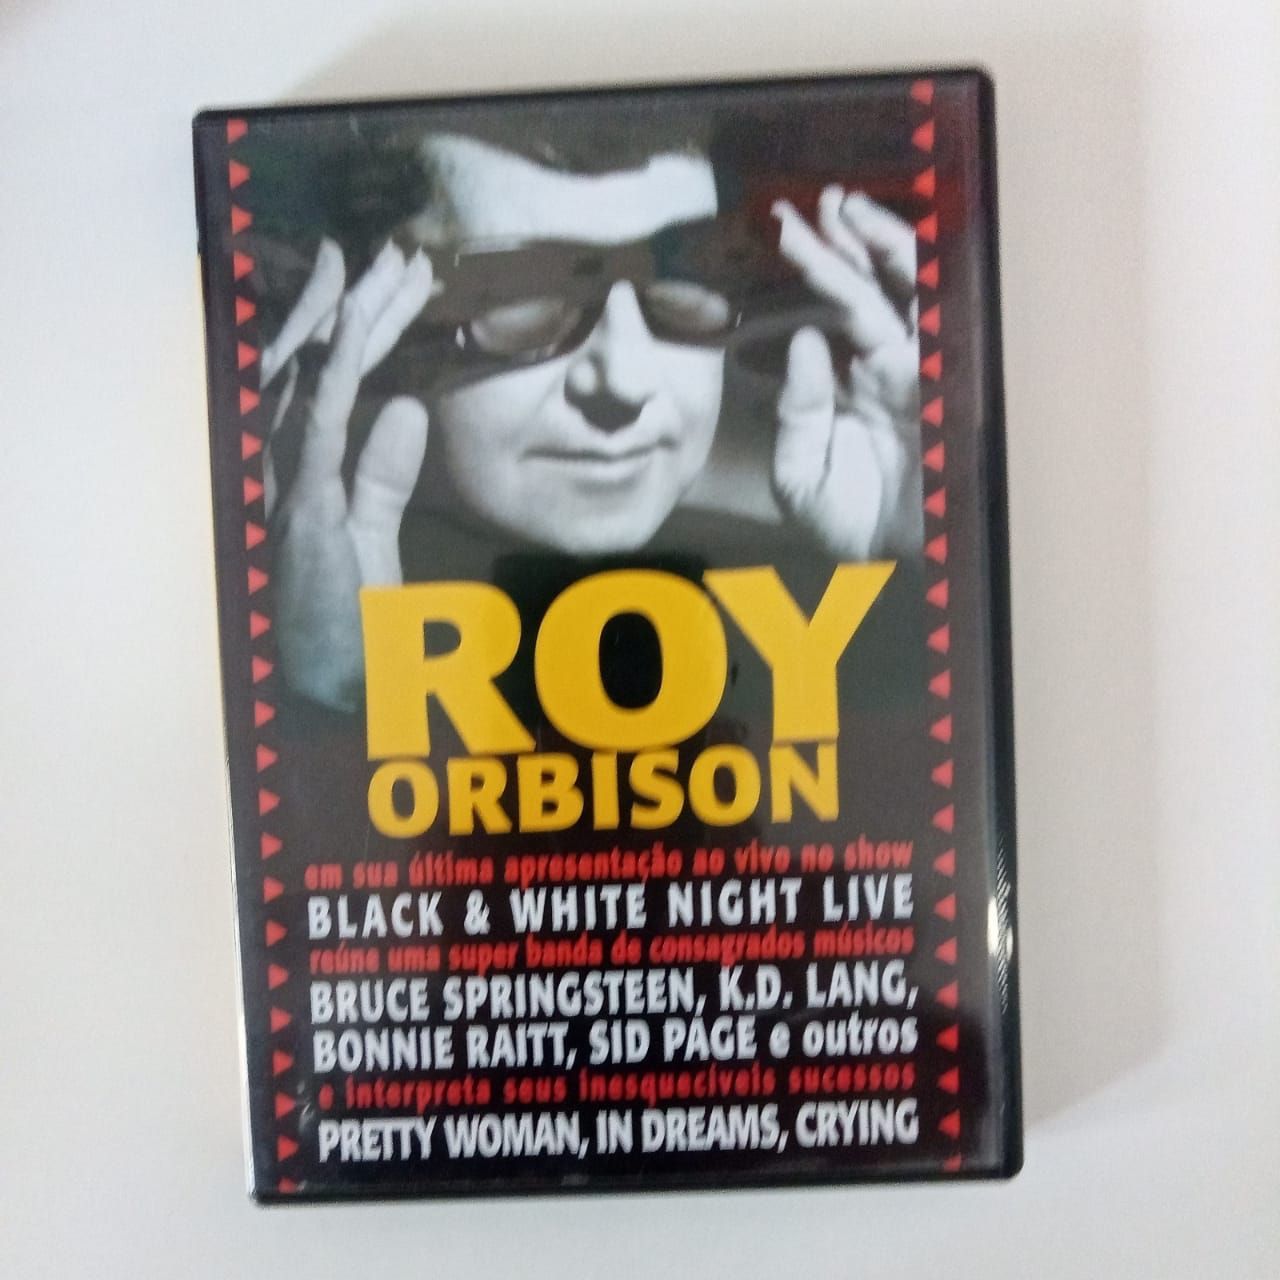 ROY
ORBISON
em sua última apresentação ao vivo no show
BLACK & WHITE NIGHT LIVE
reúne uma super banda de consagrados músicos
BRUCE SPRINGSTEEN, K.D. LANG,
BONNIE RAITT, SID PAGE e outros
e interpreta seus inesquecíveis sucessos
PRETTY WOMAN, IN DREAMS, CRYING